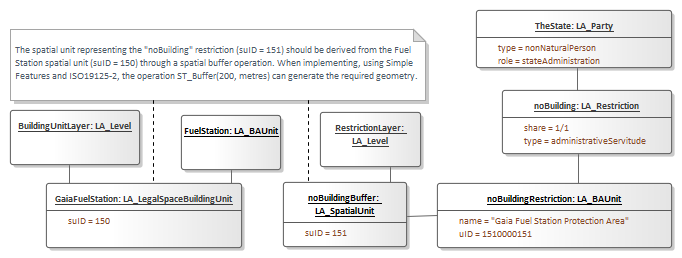 TheState: LA_Party
type = nonNaturalPerson
role = stateAdministration
The spatial unit representing the "noBuilding" restriction (suID = 151) should be derived from the Fuel
Station spatial unit (suID = 150) through a spatial buffer operation. When implementing, using Simple
Features and ISO19125-2, the operation ST_Buffer(200, metres) can generate the required geometry.
noBuilding: LA_Restriction
share = 1/1
type = administrativeServitude
BuildingUnitLayer: LA_Level
FuelStation: LA_BAUnit
RestrictionLayer:
LA_Level
GaiaFuelStation: LA_LegalSpaceBuildingUnit
suID = 150
noBuildingBuffer:
LA_SpatialUnit
suID = 151
noBuildingRestriction: LA_BAUnit
name = "Gaia Fuel Station Protection Area"
uID = 1510000151